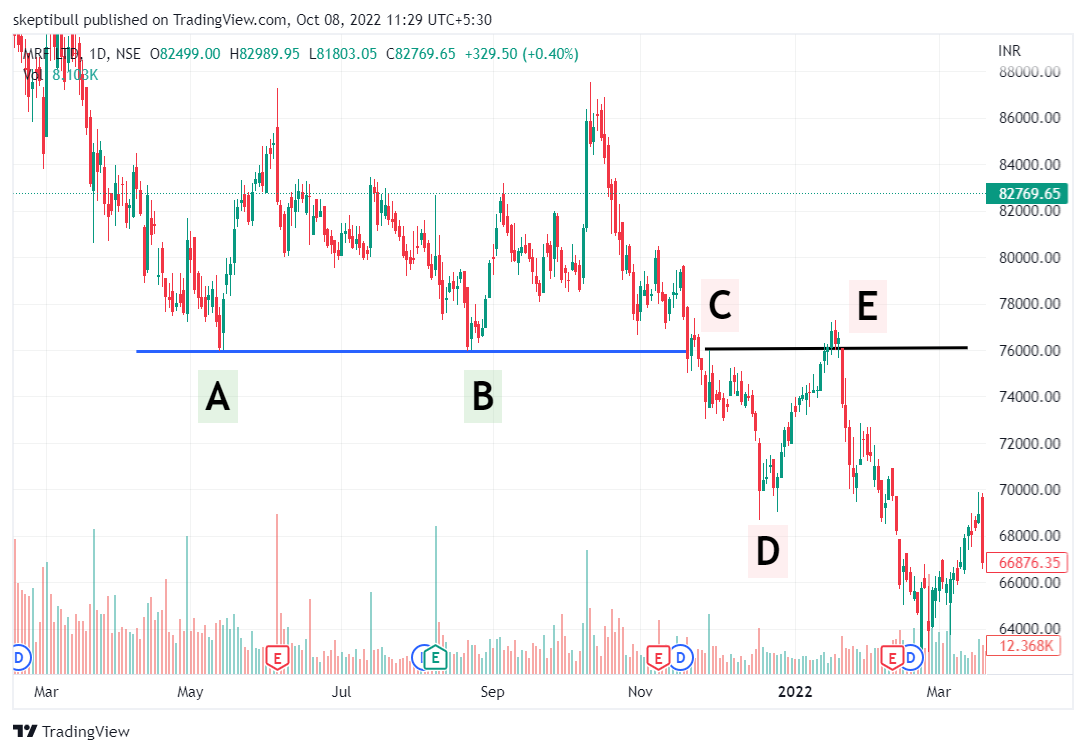 skeptibull published on TradingView.com, Oct 08, 2022 11:29 UTC+5:30
MRF LTD, 1D, NSE O82499.00 H82989.95 L81803.05 C82769.65 +329.50 (+0.40%)
Vol 8.103K
INR
88000.00
86000.00
84000.00
82769.65
82000.00
80000.00
78000.00
76000.00
74000.00
72000.00
70000.00
68000.00
66876.35
66000.00
64000.00
12.368K
C
E
A
B
D
D E D E E D E D
Mar May Jul Sep Nov 2022 Mar
TradingView